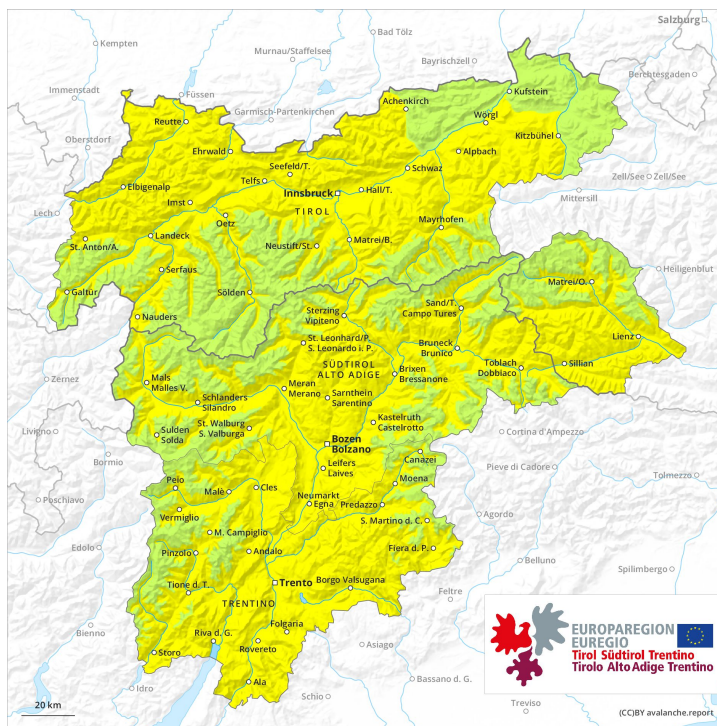 Salzburg
Kempten
Bad Tölz
Murnau/Staffelsee
Bayrischzell
Berchtesgaden
Immenstadt
Füssen
Kufstein
Garmisch-Partenkirchen
Achenkirch
Reutte
Wörgl
Oberstdorf
Kitzbühel
Ehrwald
Alpbach
Seefeld/T.
Schwaz
Zell/See
Zell/See
Telfs
Elbigenalp
Innsbruck
Hall/T.
Mittersill
Imst
Lech
TIROL
Oetz
Mayrhofen
Landeck
St. Anton/A.
Neustift/St.
Matrei/B.
Serfaus
Heiligenblut
Matrei/O.
Galtür
Sölden
Sand/T.
Campo Tures
Nauders
Sterzing
Vipiteno
Lienz
St. Leonhard/P.
S. Leonardo i. P.
Bruneck
Brunico
Sillian
SÜDTIROL
ALTO ADIGE
Toblach
Dobbiaco
Brixen
Bressanone
Mals
Malles V.
Zernez
Meran
Merano
Schlanders
Silandro
Sarnthein
Sarentino
St. Walburg
S. Valburga
Kastelruth
Castelrotto
Livigno
Sulden
Solda
Cortina d'Ampezzo
Bozen
Bolzano
Canazei
Bormio
Leifers
Laives
Pieve di Cadore
Tolmezzo
Peio
Moena
Malè
Cles
Poschiavo
Neumarkt
Egna
Predazzo
Vermiglio
Agordo
S. Martino d. C.
M. Campiglio
Edolo
Pinzolo
Andalo
Fiera d. P.
Belluno
Spilimbergo
Trento
Borgo Valsugana
Tione d. T.
Feltre
TRENTINO
Folgaria
Bienno
Riva d. G.
Rovereto
Asiago
Storo
Bassano d. G.
Ala
Idro
Schio
Treviso
EUROPAREGION
EUREGIO
Tirol Südtirol Trentino
Tirolo Alto Adige Trentino
20 km
(CC)BY avalanche.report